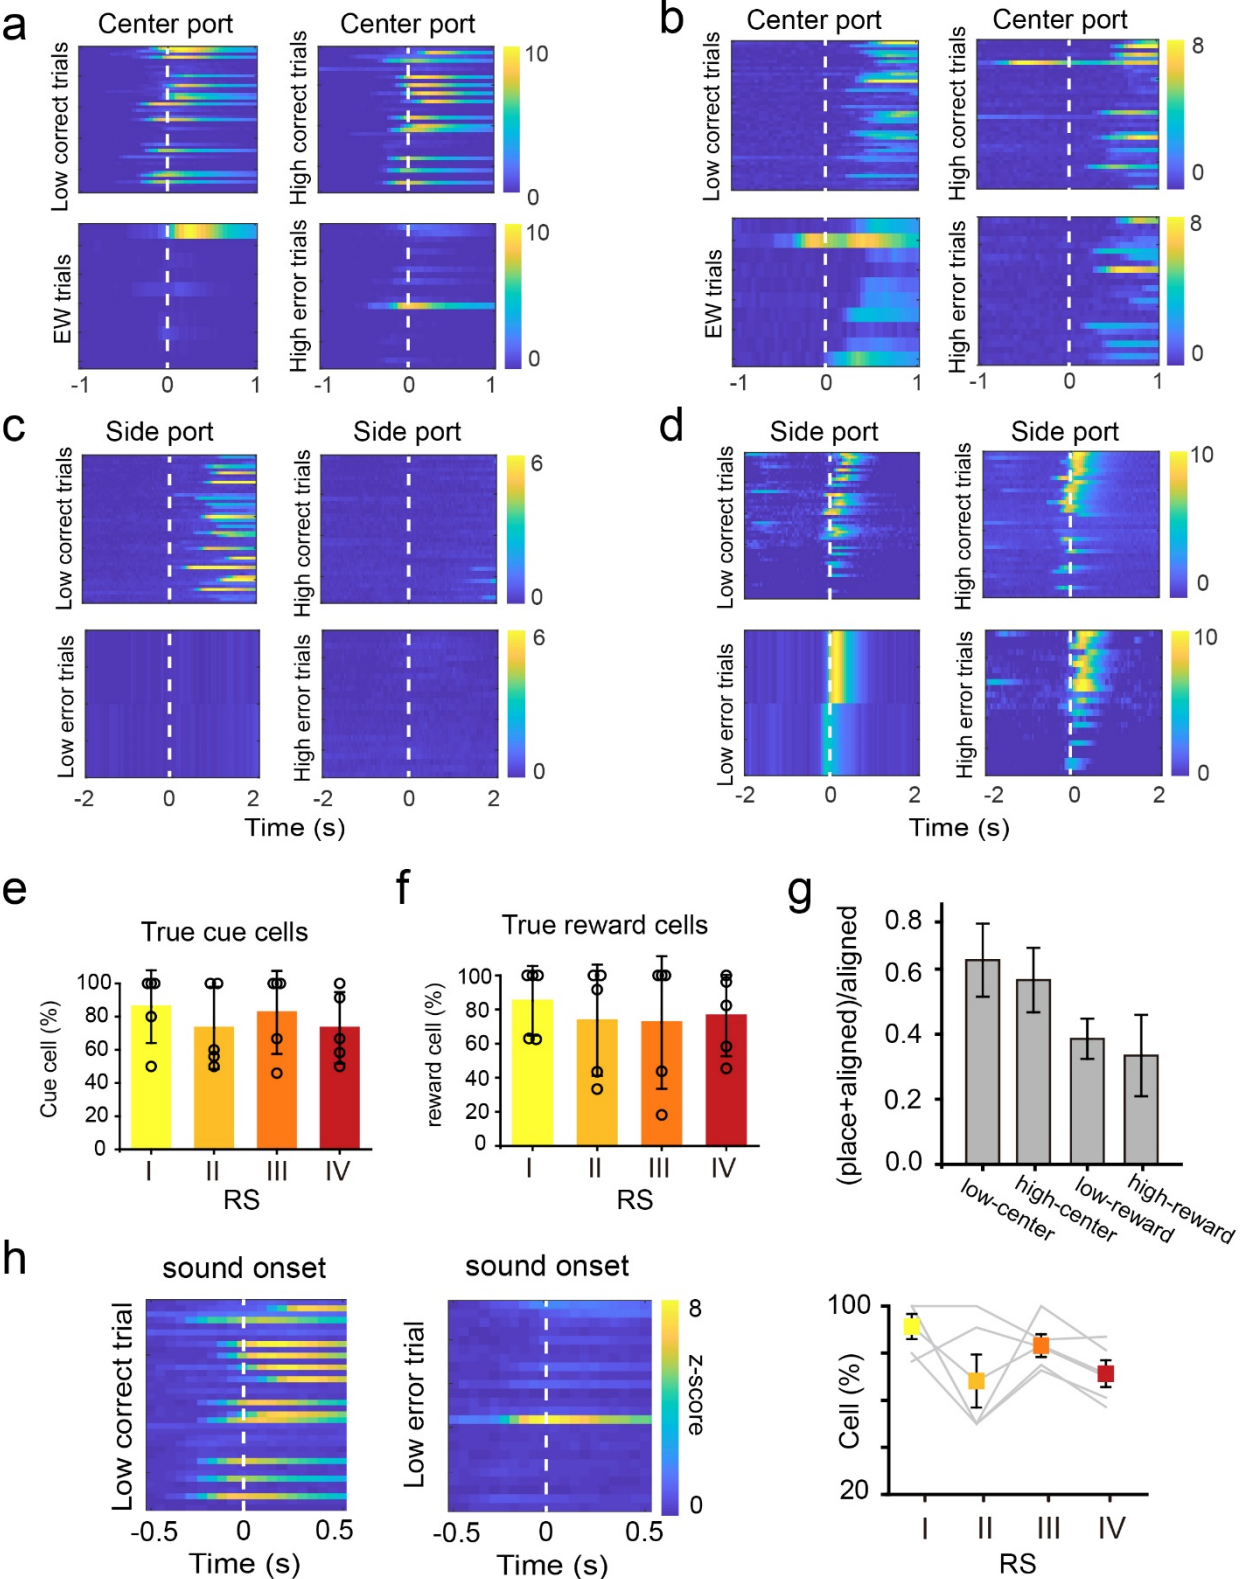 a
Center port
Center port
Low correct trials
High correct trials
10
0
EW trials
High error trials
10
0
-1
0
1
-1
0
1
b
Center port
Center port
Low correct trials
High correct trials
8
0
EW trials
High error trials
8
0
-1
0
1
-1
0
1
c
Side port
Side port
Low correct trials
High correct trials
6
0
Low error trials
High error trials
6
0
-2
0
2
-2
0
2
Time (s)
d
Side port
Side port
Low correct trials
High correct trials
10
0
Low error trials
High error trials
10
0
-2
0
2
-2
0
2
Time (s)
e
True cue cells
Cue cell (%)
100
80
60
40
20
0
I
II
III
IV
RS
f
True reward cells
reward cell (%)
100
80
60
40
20
0
I
II
III
IV
RS
g
(place+aligned)/aligned
0.8
0.6
0.4
0.2
0.0
low-center
high-center
low-reward
high-reward
h
sound onset
sound onset
Low correct trial
Low error trial
8
z-score
0
-0.5
0
0.5
Time (s)
-0.5
0
0.5
Time (s)
Cell (%)
100
20
I
II
III
IV
RS